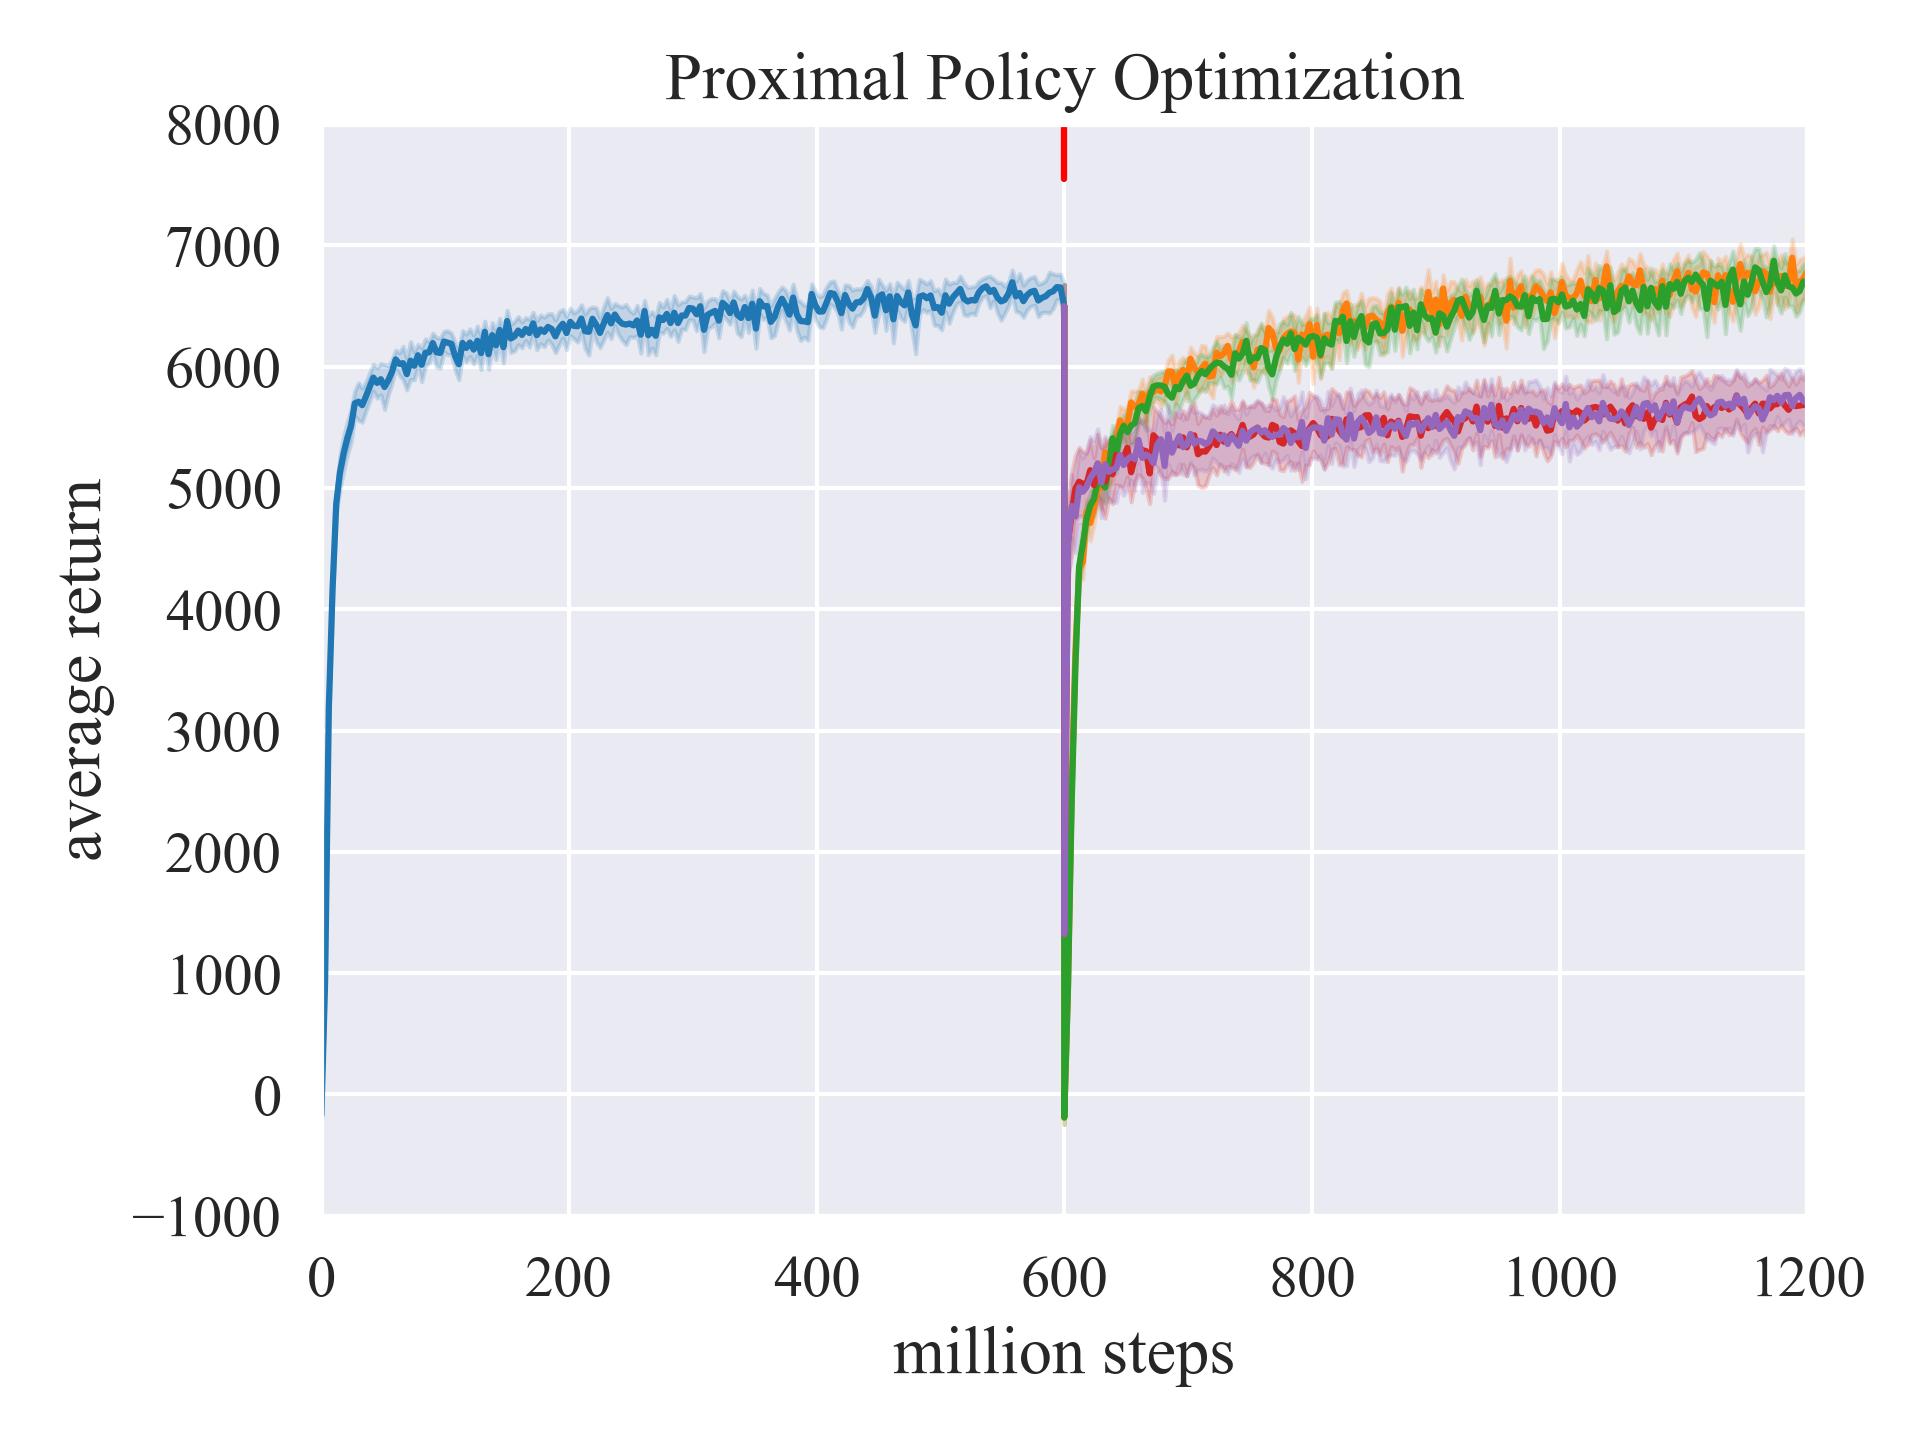 Proximal Policy Optimization
8000
7000
6000
5000
4000
3000
2000
1000
0
−1000
average return
0 200 400 600 800 1000 1200
million steps